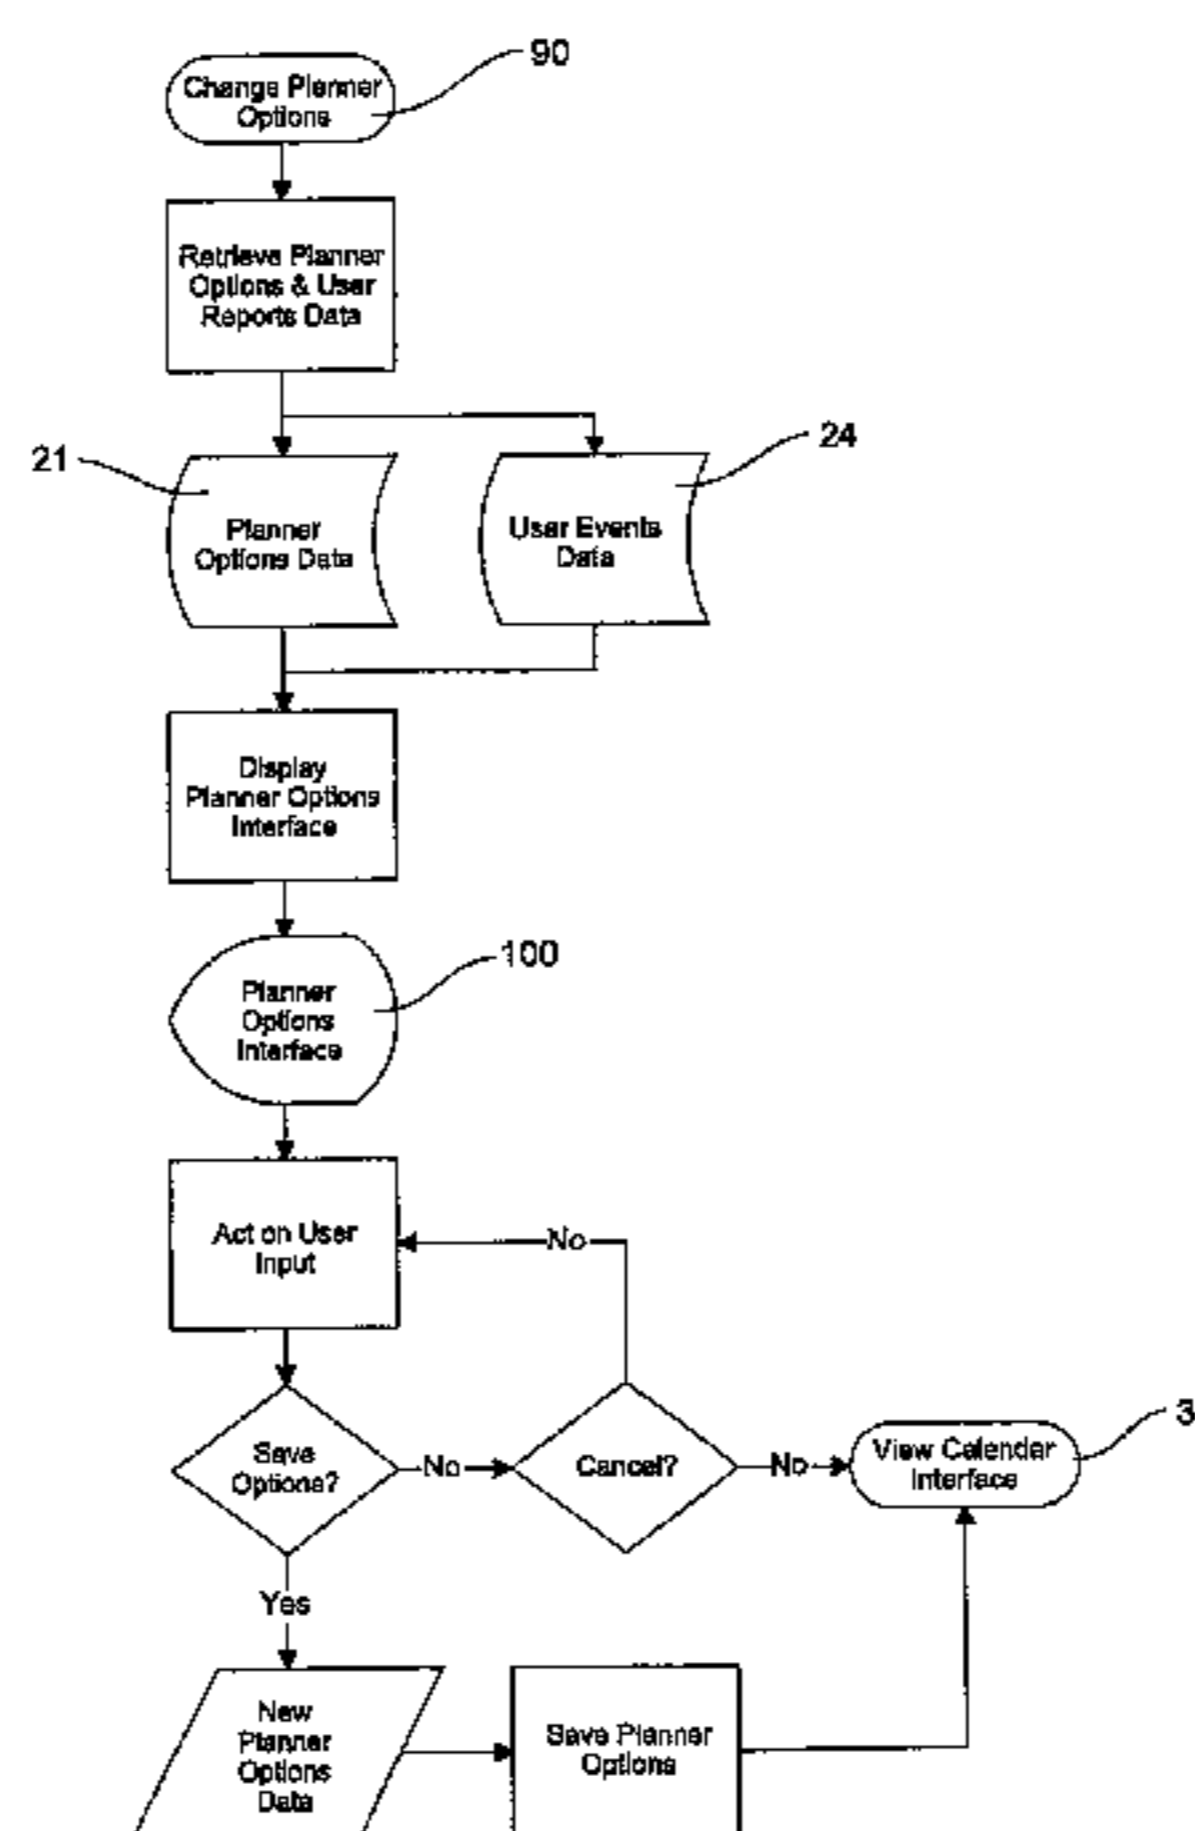 90
Change Planner
Options
Retrieve Planner
Options & User
Reports Data
21
24
Planner
Options Data
User Events
Data
Display
Planner Options
Interface
100
Planner
Options
Interface
Act on User
Input
No
3
Save
Options?
No
Cancel?
No
View Calendar
Interface
Yes
New
Planner
Options
Data
Save Planner
Options